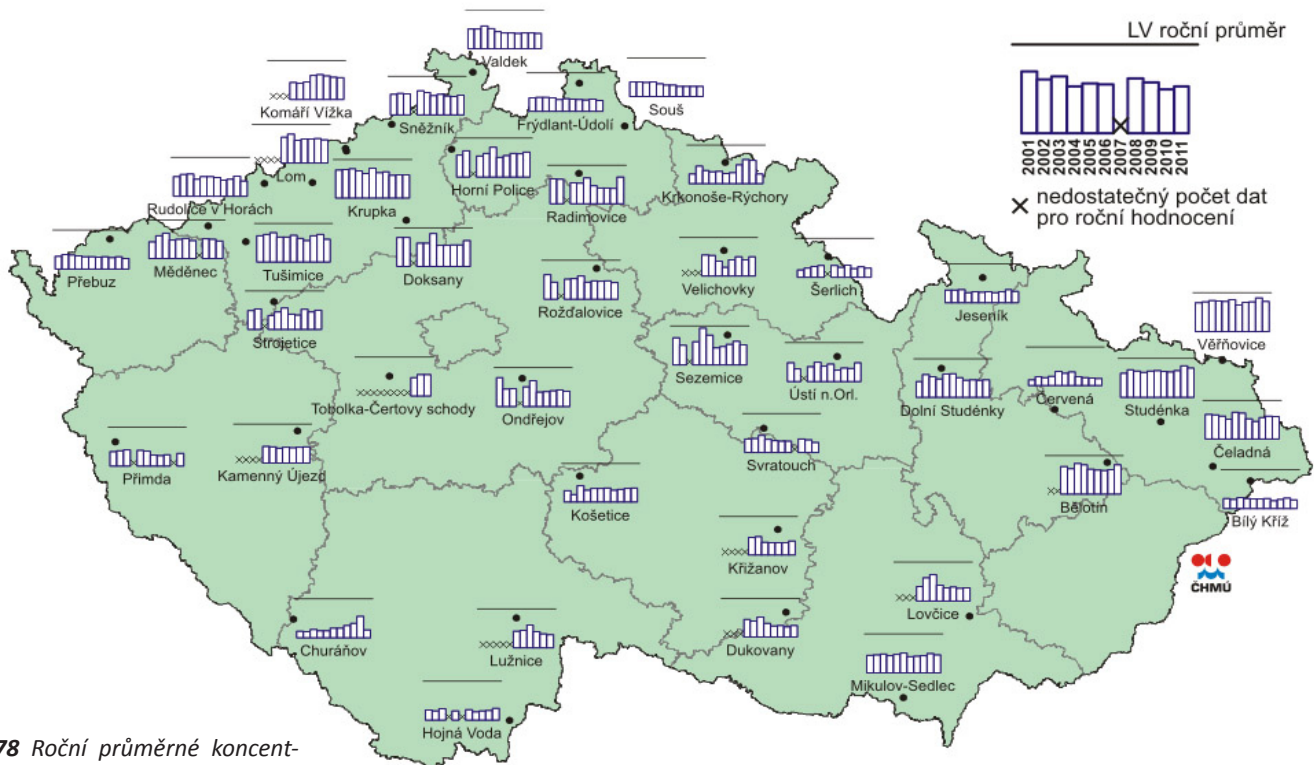 LV roční průměr
2001
2002
2003
2004
2005
2006
2007
2008
2009
2010
2011
× nedostatečný počet dat
pro roční hodnocení
Valdek
Komáří Vížka
Sněžník
Frýdlant-Údolí
Souš
Lom
Horní Police
Krkonoše-Rýchory
Rudolice v Horách
Krupka
Radimovice
Přebuz
Měděnec
Tušimice
Doksany
Velichovky
Šerlich
Rožďalovice
Jeseník
Strojetice
Věřňovice
Sezemice
Tobolka-Čertovy schody
Ondřejov
Ústí n.Orl.
Dolní Studénky
Červená
Studénka
Čeladná
Přimda
Kamenný Újezd
Svratouch
Košetice
Bělotín
Bílý Kříž
Křižanov
ČHMÚ
Lovčice
Churáňov
Lužnice
Dukovany
Mikulov-Sedlec
Hojná Voda
78 Roční průměrné koncent-